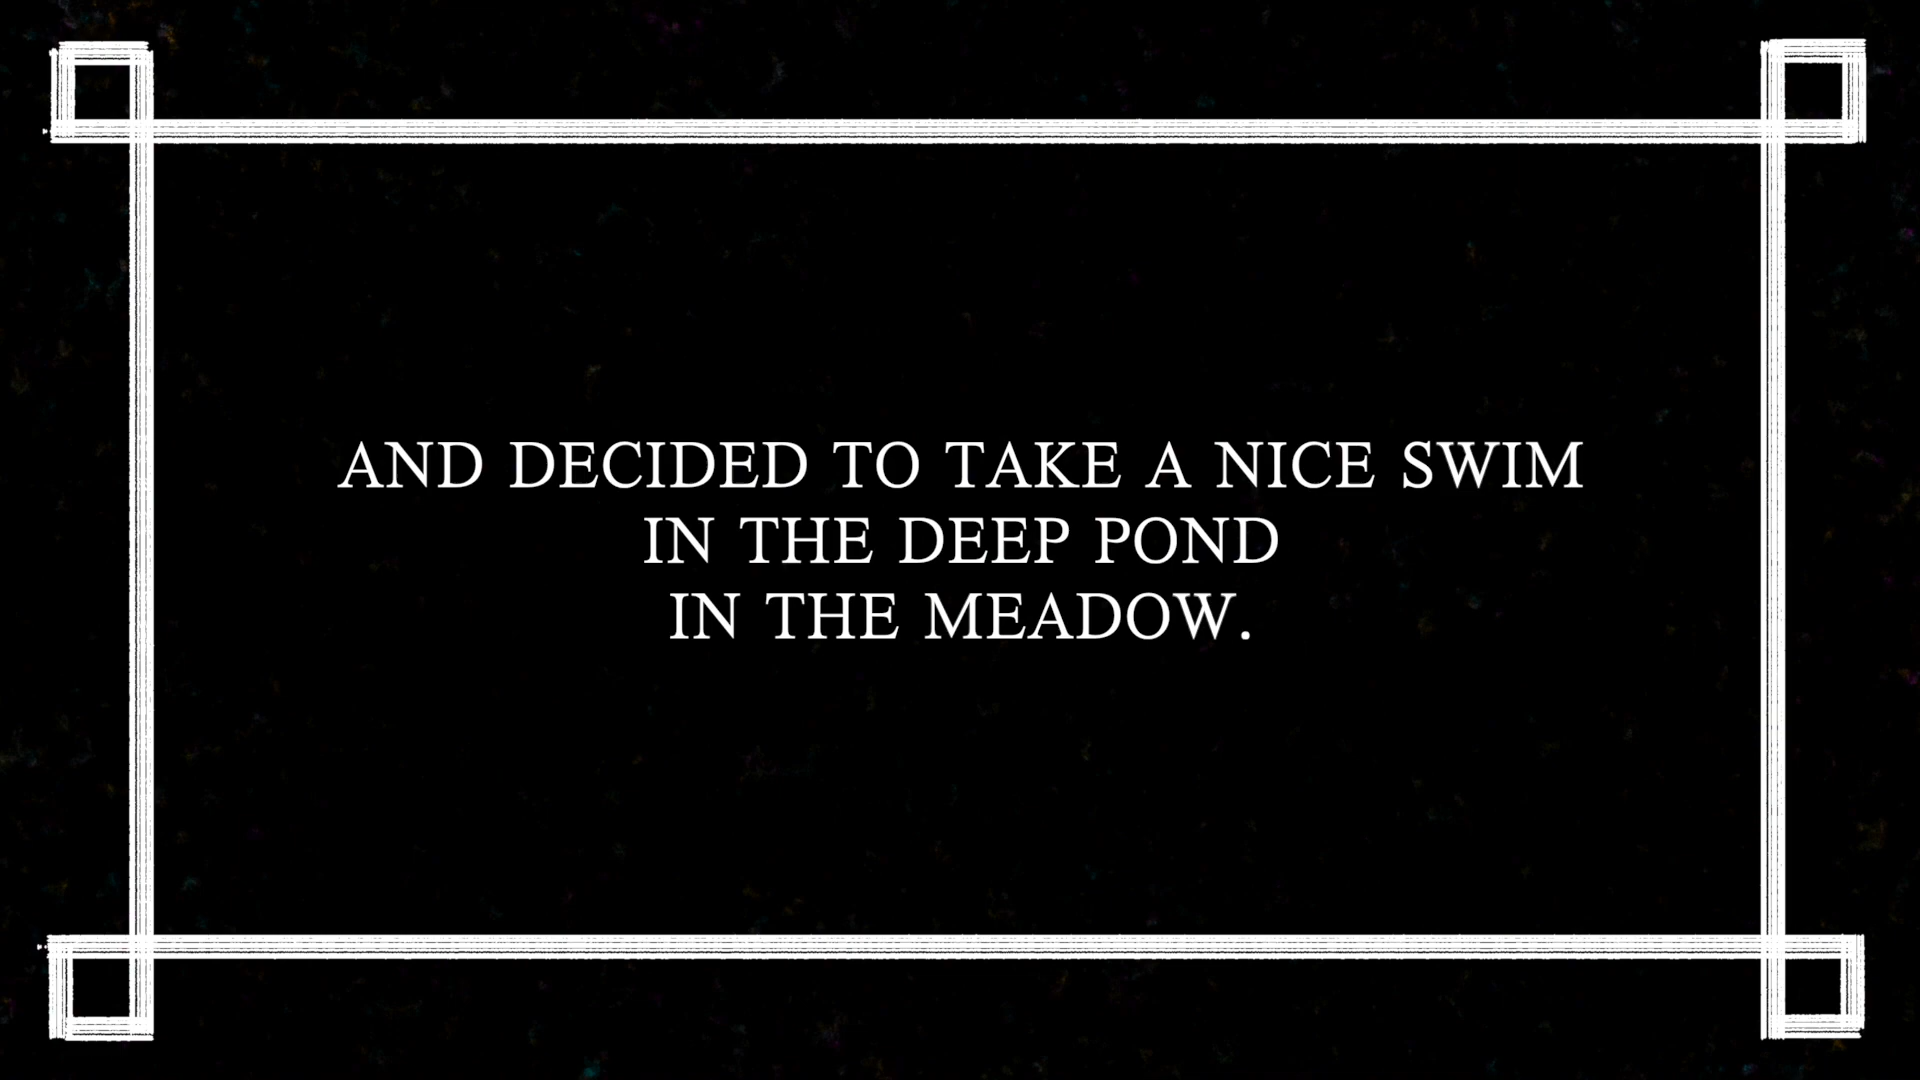 AND DECIDED TO TAKE A NICE SWIM
IN THE DEEP POND
IN THE MEADOW.